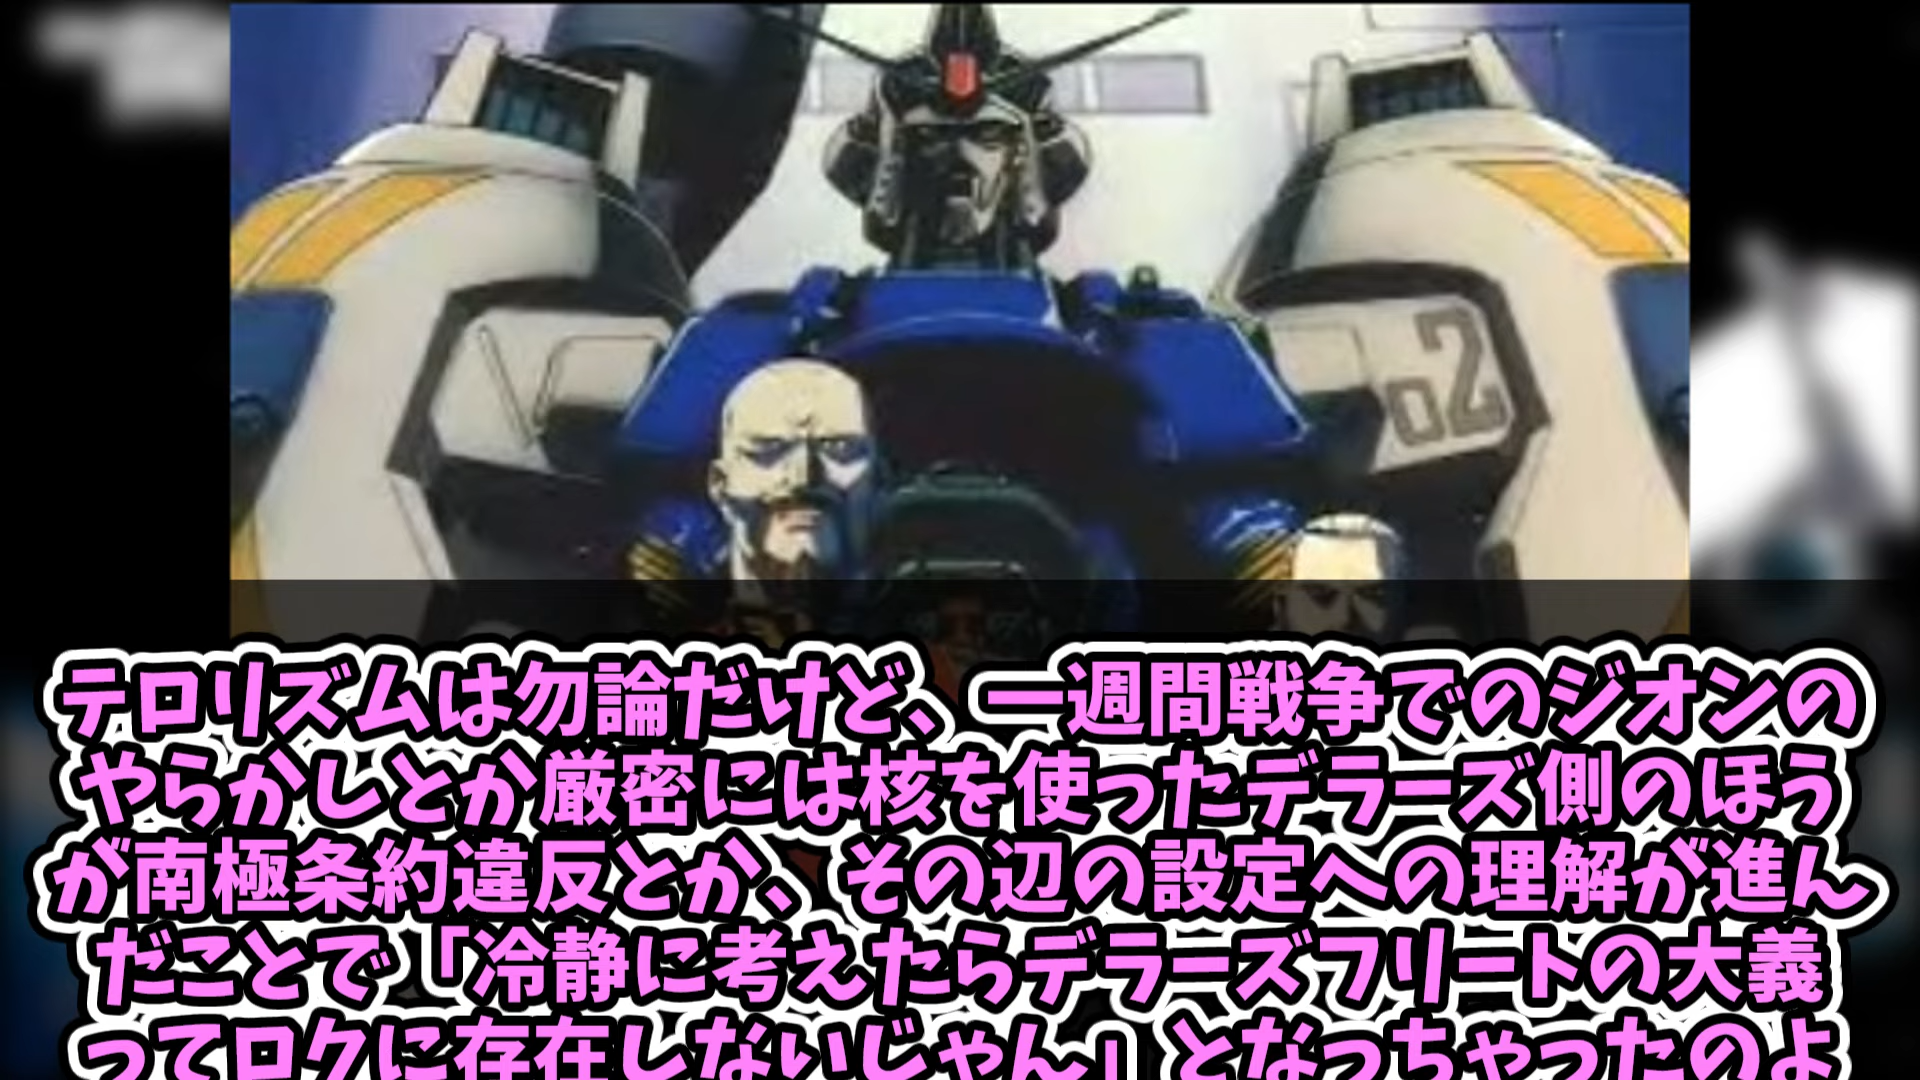 02
テロリズムは勿論だけど、一週間戦争でのジオンの
やらかしとか厳密には核を使ったデラーズ側のほう
が南極条約違反とか、その辺の設定への理解が進ん
だことで「冷静に考えたらデラーズフリートの大義
ってロクに存在しないじゃん」となっちゃったのよ